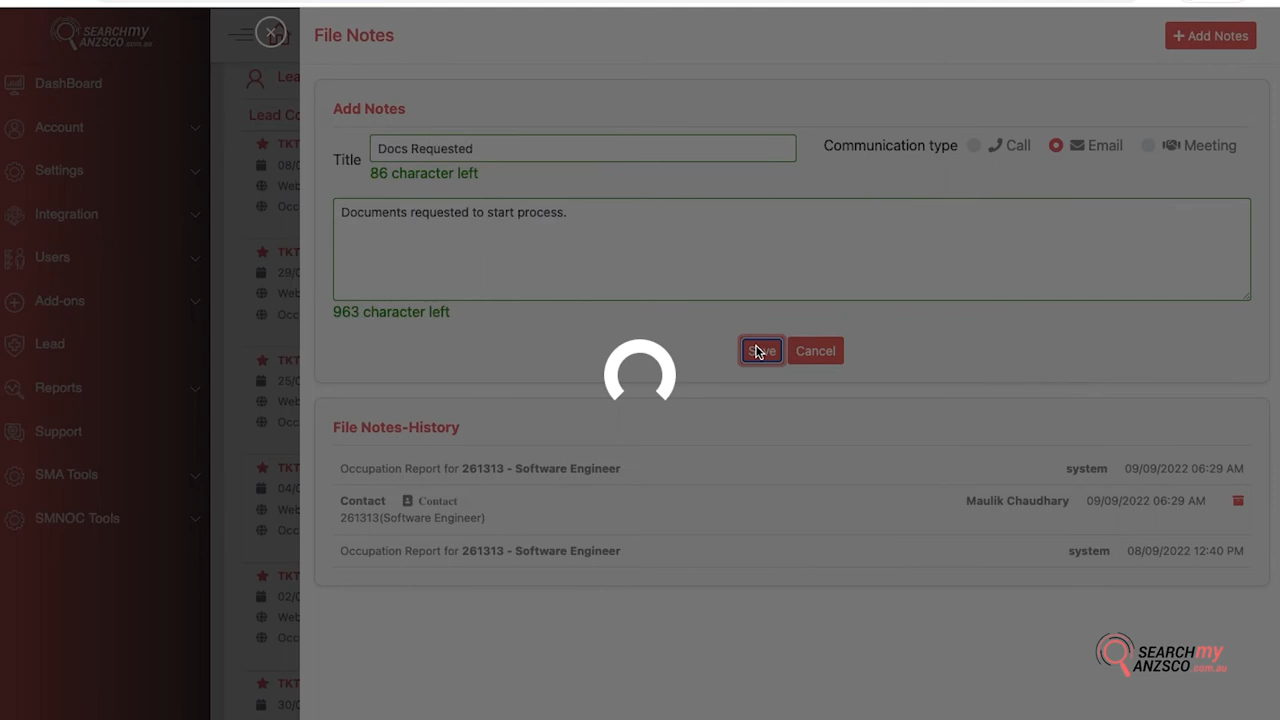 SEARCHmy
ANZSCO.com.au
File Notes
+ Add Notes
DashBoard
Account
Settings
Integration
Users
Add-ons
Lead
Reports
Support
SMA Tools
SMNOC Tools
Lea
Lead Co
TKT
08/0
Web
Occ
TKT
29/0
Web
Occ
TKT
25/0
Web
Occ
TKT
04/0
Web
Occ
TKT
02/0
Web
Occ
TKT
30/0
Add Notes
Title Docs Requested
86 character left
Communication type Call Email Meeting
Documents requested to start process.
963 character left
Save Cancel
File Notes-History
Occupation Report for 261313 - Software Engineer system 09/09/2022 06:29 AM
Contact Contact Maulik Chaudhary 09/09/2022 06:29 AM
261313(Software Engineer)
Occupation Report for 261313 - Software Engineer system 08/09/2022 12:40 PM
SEARCHmy
ANZSCO.com.au